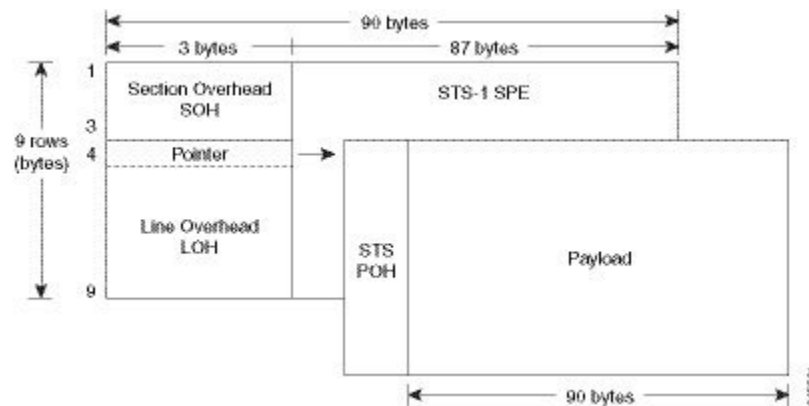 90 bytes
3 bytes
87 bytes
1
Section Overhead
SOH
STS-1 SPE
3
9 rows
(bytes)
4
Pointer
Line Overhead
LOH
STS
POH
Payload
9
90 bytes